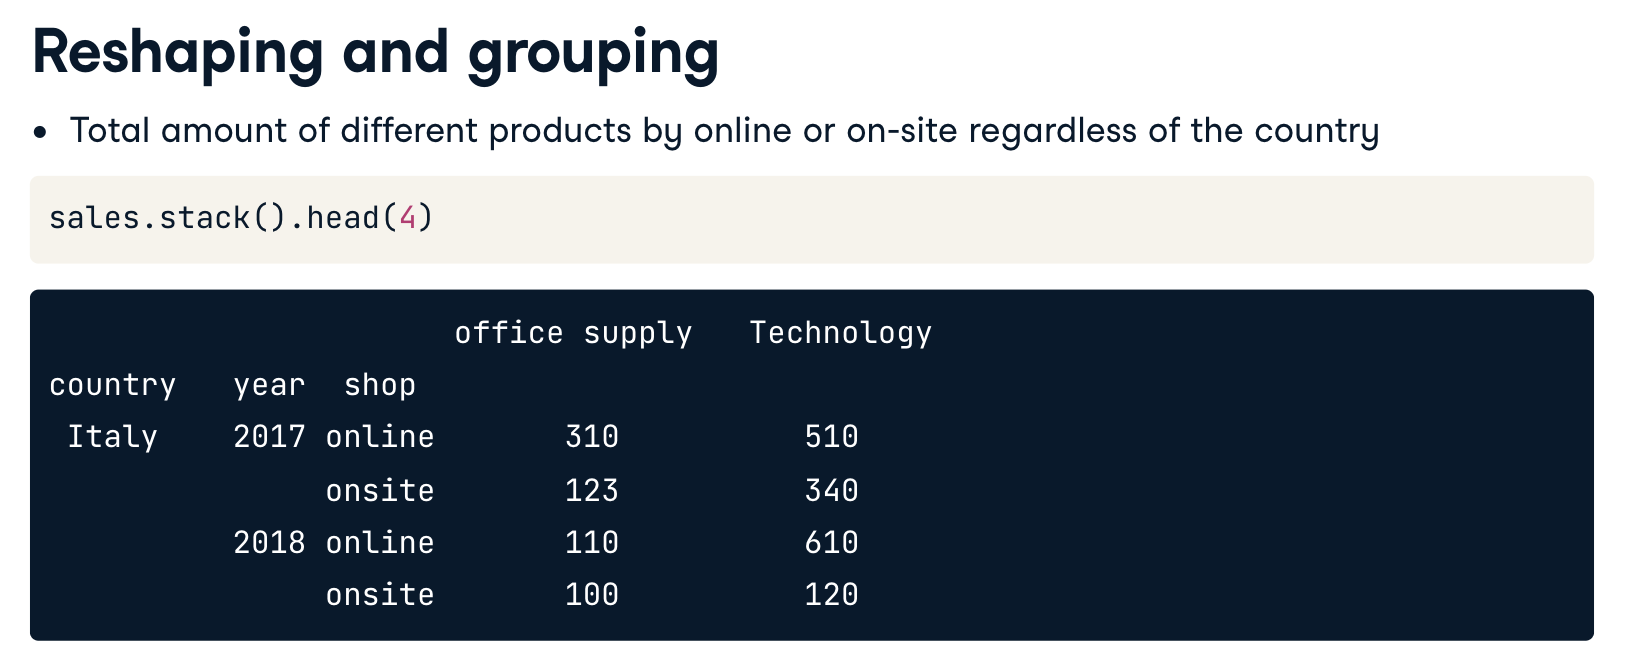 Reshaping and grouping
• Total amount of different products by online or on-site regardless of the country
sales.stack().head(4)
office supply Technology
country year shop
Italy 2017 online 310 510
onsite 123 340
2018 online 110 610
onsite 100 120